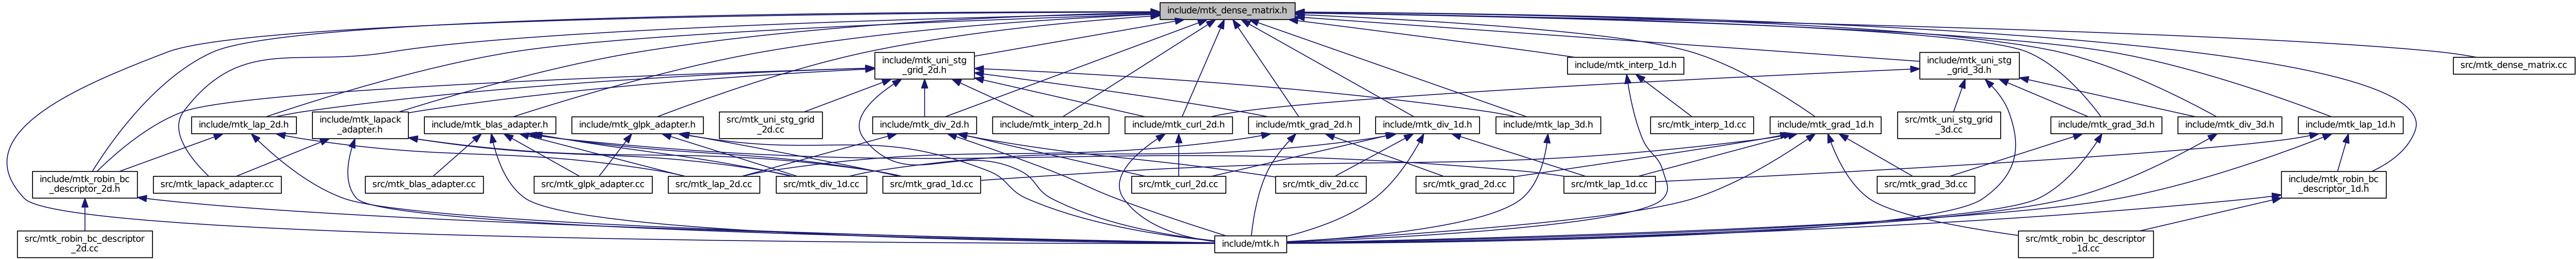 include/mtk_dense_matrix.h
include/mtk_uni_stg
_grid_2d.h
include/mtk_interp_1d.h
include/mtk_uni_stg
_grid_3d.h
src/mtk_dense_matrix.cc
include/mtk_lap_2d.h
include/mtk_lapack
_adapter.h
include/mtk_blas_adapter.h
include/mtk_glpk_adapter.h
src/mtk_uni_stg_grid
_2d.cc
include/mtk_div_2d.h
include/mtk_interp_2d.h
include/mtk_curl_2d.h
include/mtk_grad_2d.h
include/mtk_div_1d.h
include/mtk_lap_3d.h
src/mtk_interp_1d.cc
include/mtk_grad_1d.h
src/mtk_uni_stg_grid
_3d.cc
include/mtk_grad_3d.h
include/mtk_div_3d.h
include/mtk_lap_1d.h
include/mtk_robin_bc
_descriptor_2d.h
src/mtk_lapack_adapter.cc
src/mtk_blas_adapter.cc
src/mtk_glpk_adapter.cc
src/mtk_lap_2d.cc
src/mtk_div_1d.cc
src/mtk_grad_1d.cc
src/mtk_curl_2d.cc
src/mtk_div_2d.cc
src/mtk_grad_2d.cc
src/mtk_lap_1d.cc
src/mtk_grad_3d.cc
include/mtk_robin_bc
_descriptor_1d.h
src/mtk_robin_bc_descriptor
_2d.cc
include/mtk.h
src/mtk_robin_bc_descriptor
_1d.cc